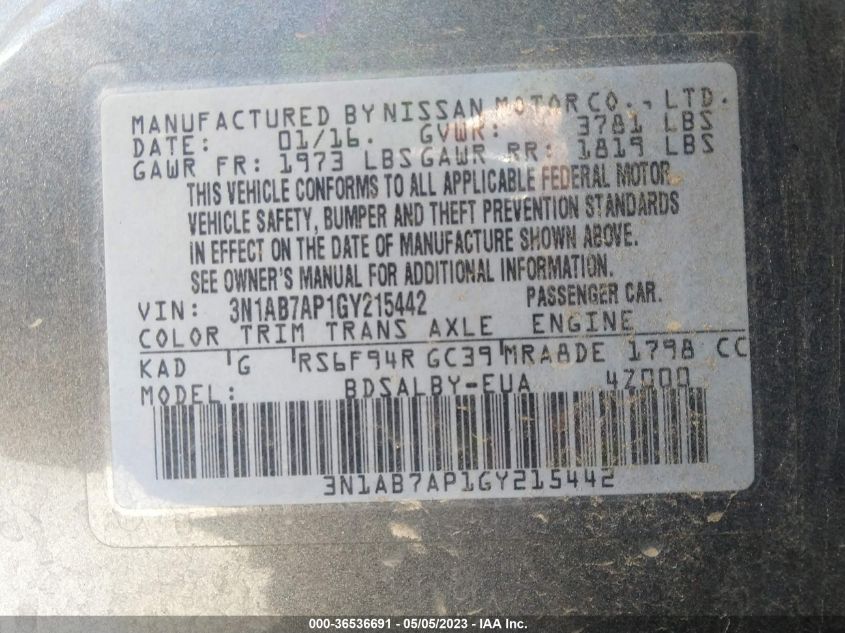 MANUFACTURED BY NISSAN MOTOR CO., LTD.
DATE: 01/16. GVWR: 3781 LBS
GAWR FR: 1973 LBS GAWR RR: 1819 LBS
THIS VEHICLE CONFORMS TO ALL APPLICABLE FEDERAL MOTOR
VEHICLE SAFETY, BUMPER AND THEFT PREVENTION STANDARDS
IN EFFECT ON THE DATE OF MANUFACTURE SHOWN ABOVE.
SEE OWNER'S MANUAL FOR ADDITIONAL INFORMATION.
VIN: 3N1AB7AP1GY215442 PASSENGER CAR.
COLOR TRIM TRANS AXLE ENGINE
KAD G RS6F94R GC39 MRA8DE 1798 CC
MODEL: BDSALBY-EUA 4Z000
3N1AB7AP1GY215442
000-36536691 - 05/05/2023 - IAA Inc.